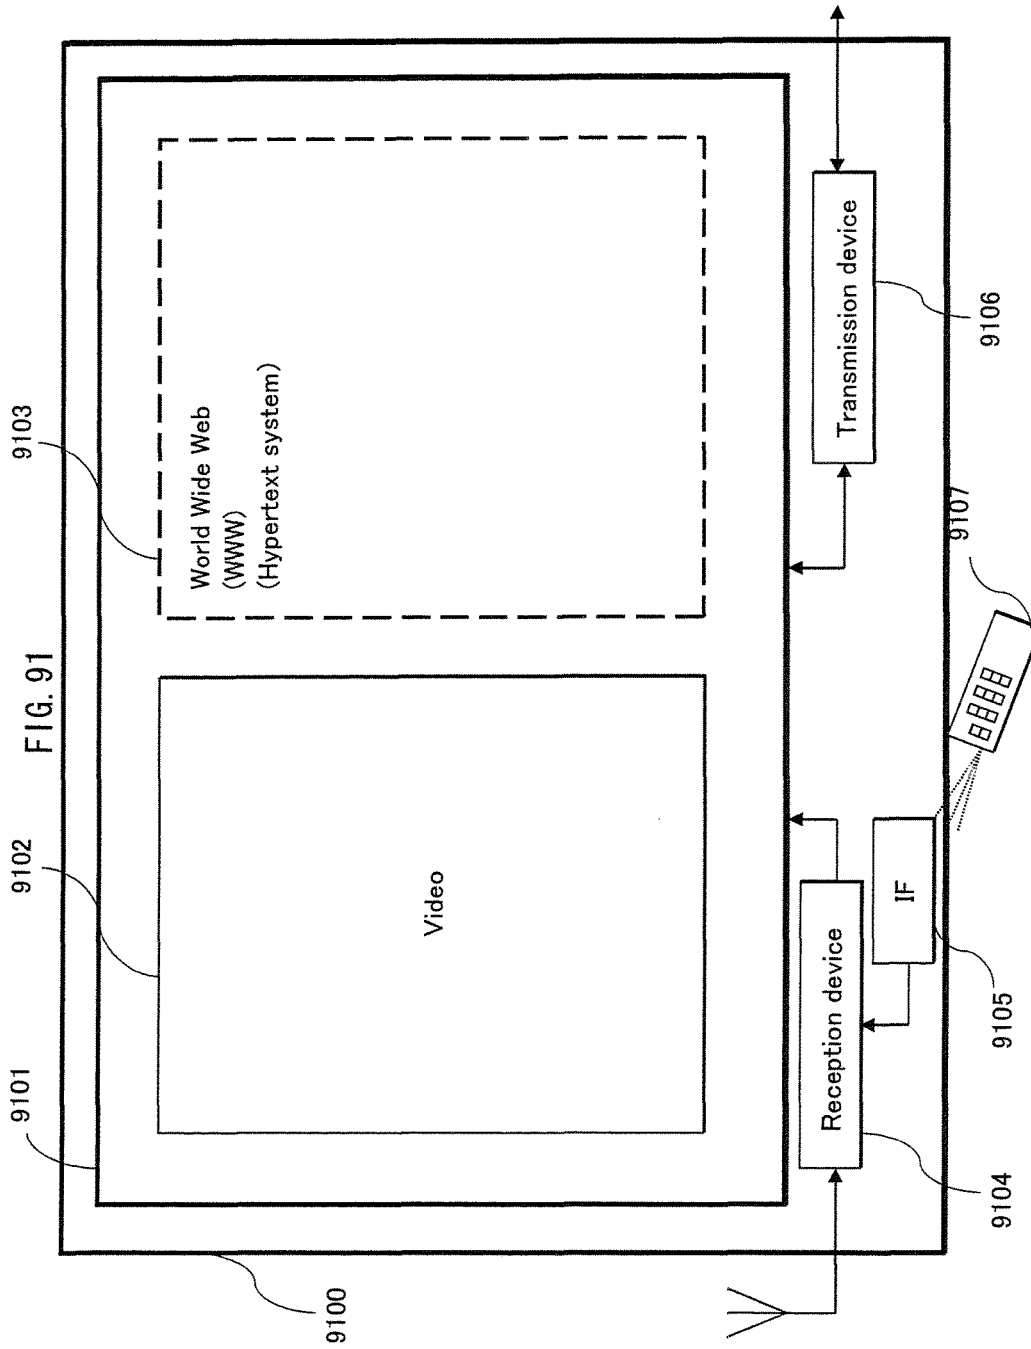 FIG. 91
9100
9101
9102
9103
Video
World Wide Web
(WWW)
(Hypertext system)
Reception device
IF
Transmission device
9104
9105
9107
9106